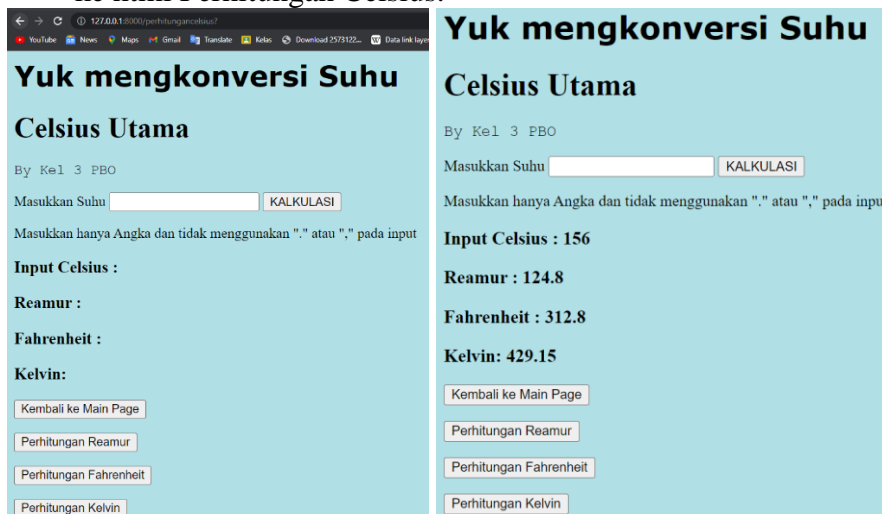 127.0.0.1:8000/perhitungancelsius?
YouTube News Maps Gmail Translate Kelas Download 2573122... Data link laye
Yuk mengkonversi Suhu
Celsius Utama
By Kel 3 PBO
Masukkan Suhu KALKULASI
Masukkan hanya Angka dan tidak menggunakan "." atau "," pada input
Input Celsius :
Reamur :
Fahrenheit :
Kelvin:
Kembali ke Main Page
Perhitungan Reamur
Perhitungan Fahrenheit
Perhitungan Kelvin
Yuk mengkonversi Suhu
Celsius Utama
By Kel 3 PBO
Masukkan Suhu KALKULASI
Masukkan hanya Angka dan tidak menggunakan "." atau "," pada inpu
Input Celsius : 156
Reamur : 124.8
Fahrenheit : 312.8
Kelvin: 429.15
Kembali ke Main Page
Perhitungan Reamur
Perhitungan Fahrenheit
Perhitungan Kelvin